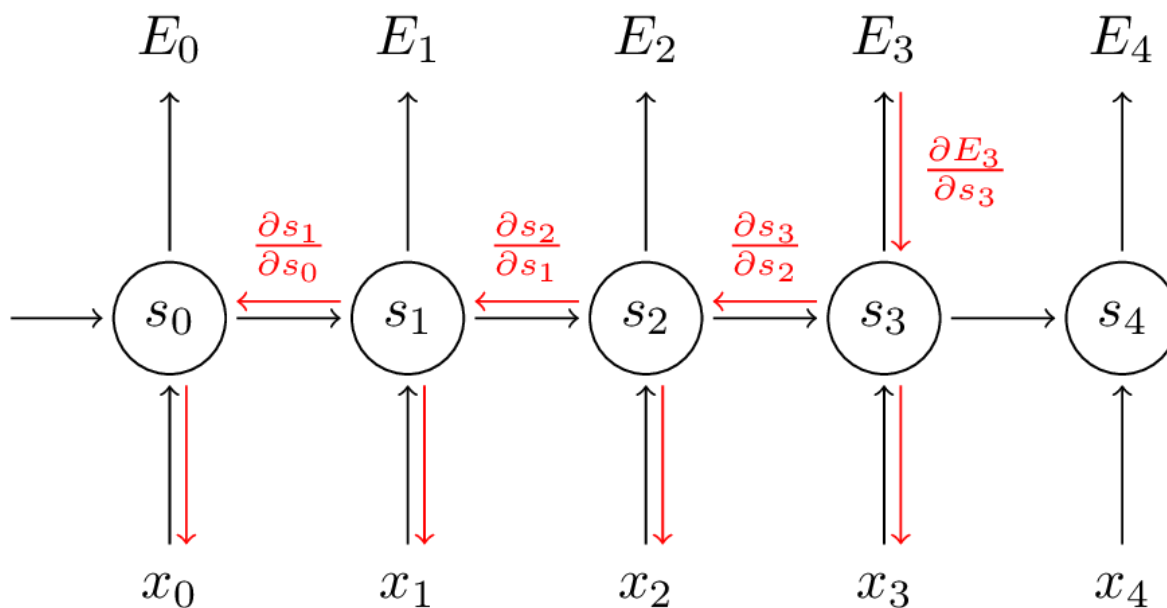 E₀ E₁ E₂ E₃ E₄
∂E₃/∂s₃
∂s₁/∂s₀ ∂s₂/∂s₁ ∂s₃/∂s₂
s₀ s₁ s₂ s₃ s₄
x₀ x₁ x₂ x₃ x₄